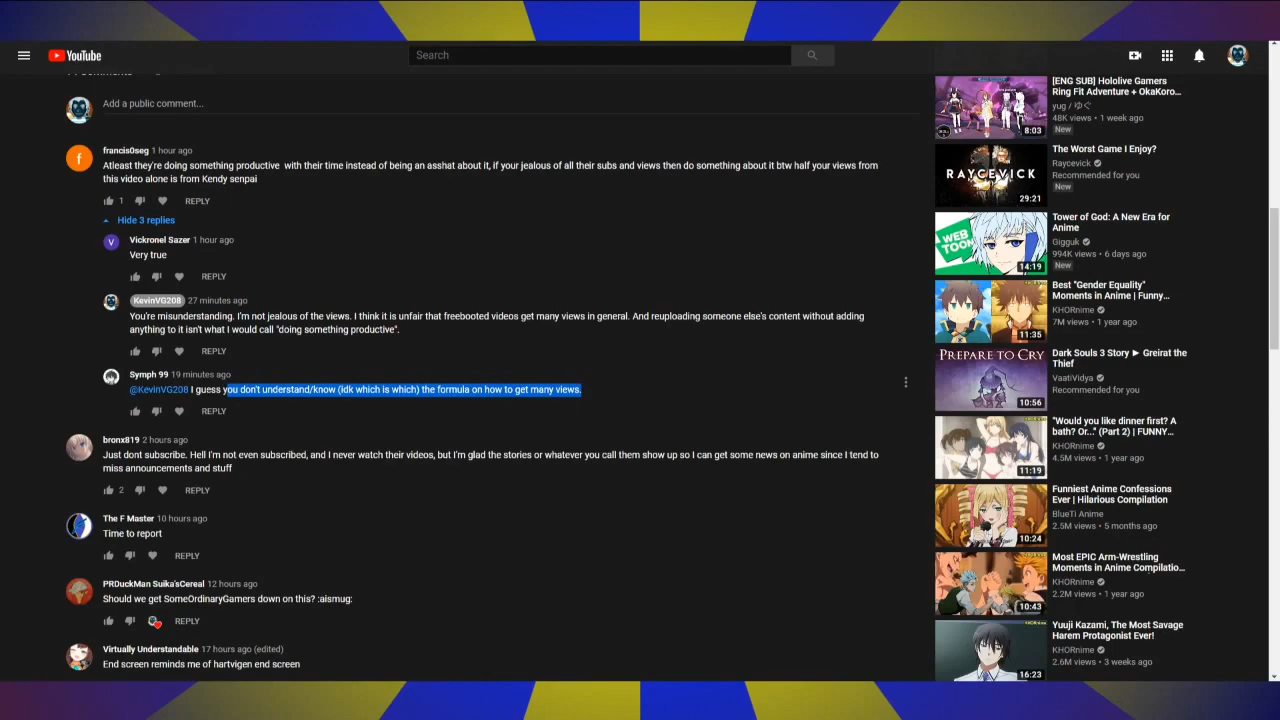 YouTube
Search
Add a public comment...
francis0seg 1 hour ago
Atleast they're doing something productive with their time instead of being an asshat about it, if your jealous of all their subs and views then do something about it btw half your views from
this video alone is from Kendy senpai
1 REPLY
Hide 3 replies
V
Vickronel Sazer 1 hour ago
Very true
REPLY
KevinVG208 27 minutes ago
You're misunderstanding. I'm not jealous of the views. I think it is unfair that freebooted videos get many views in general. And reuploading someone else's content without adding
anything to it isn't what I would call "doing something productive".
REPLY
Symph 99 19 minutes ago
@KevinVG208 I guess you don't understand/know (idk which is which) the formula on how to get many views.
REPLY
bronx819 2 hours ago
Just dont subscribe. Hell I'm not even subscribed, and I never watch their videos, but I'm glad the stories or whatever you call them show up so I can get some news on anime since I tend to
miss announcements and stuff
2 REPLY
The F Master 10 hours ago
Time to report
REPLY
PRDuckMan Suika'sCereal 12 hours ago
Should we get SomeOrdinaryGamers down on this? :aismug:
REPLY
Virtually Understandable 17 hours ago (edited)
End screen reminds me of hartvigen end screen
[ENG SUB] Hololive Gamers
Ring Fit Adventure + OkaKoro...
yug / ゆぐ
48K views • 1 week ago
New
8:03
The Worst Game I Enjoy?
Raycevick
Recommended for you
New
RAYCEVICK
29:21
Tower of God: A New Era for
Anime
Gigguk
994K views • 6 days ago
New
WEB
TOON
14:19
Best "Gender Equality"
Moments in Anime | Funny...
KHORnime
7M views • 1 year ago
11:35
Dark Souls 3 Story ► Greirat the
Thief
VaatiVidya
Recommended for you
PREPARE TO CRY
10:56
"Would you like dinner first? A
bath? Or..." (Part 2) | FUNNY...
KHORnime
4.5M views • 1 year ago
11:19
Funniest Anime Confessions
Ever | Hilarious Compilation
BlueTi Anime
2.5M views • 5 months ago
10:24
Most EPIC Arm-Wrestling
Moments in Anime Compilatio...
KHORnime
2.2M views • 1 year ago
10:43
Yuuji Kazami, The Most Savage
Harem Protagonist Ever!
KHORnime
2.6M views • 3 weeks ago
16:23